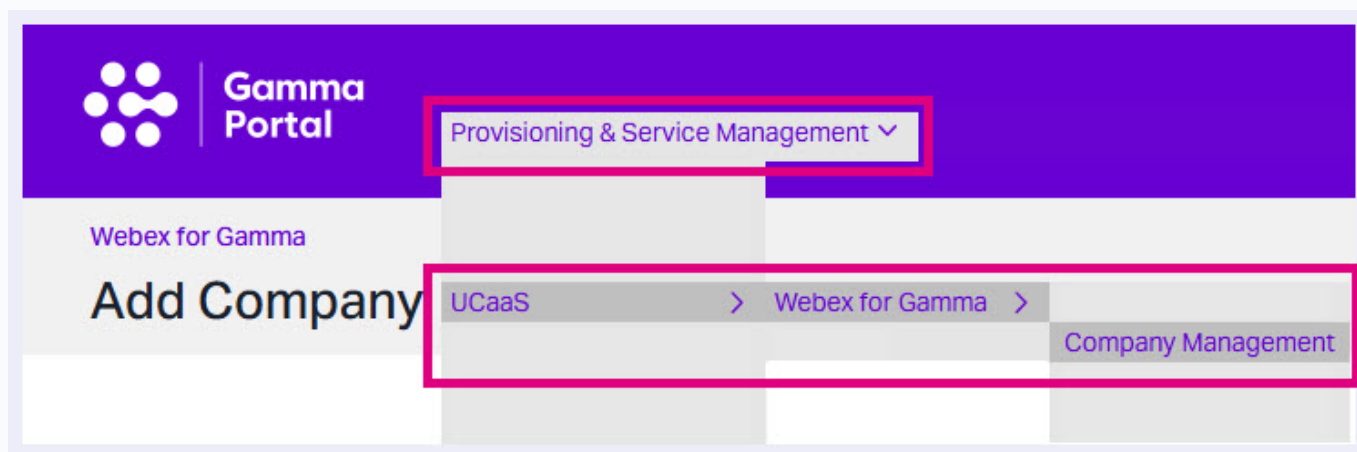 Gamma
Portal
Provisioning & Service Management
Webex for Gamma
Add Company
UCaaS
Webex for Gamma
Company Management